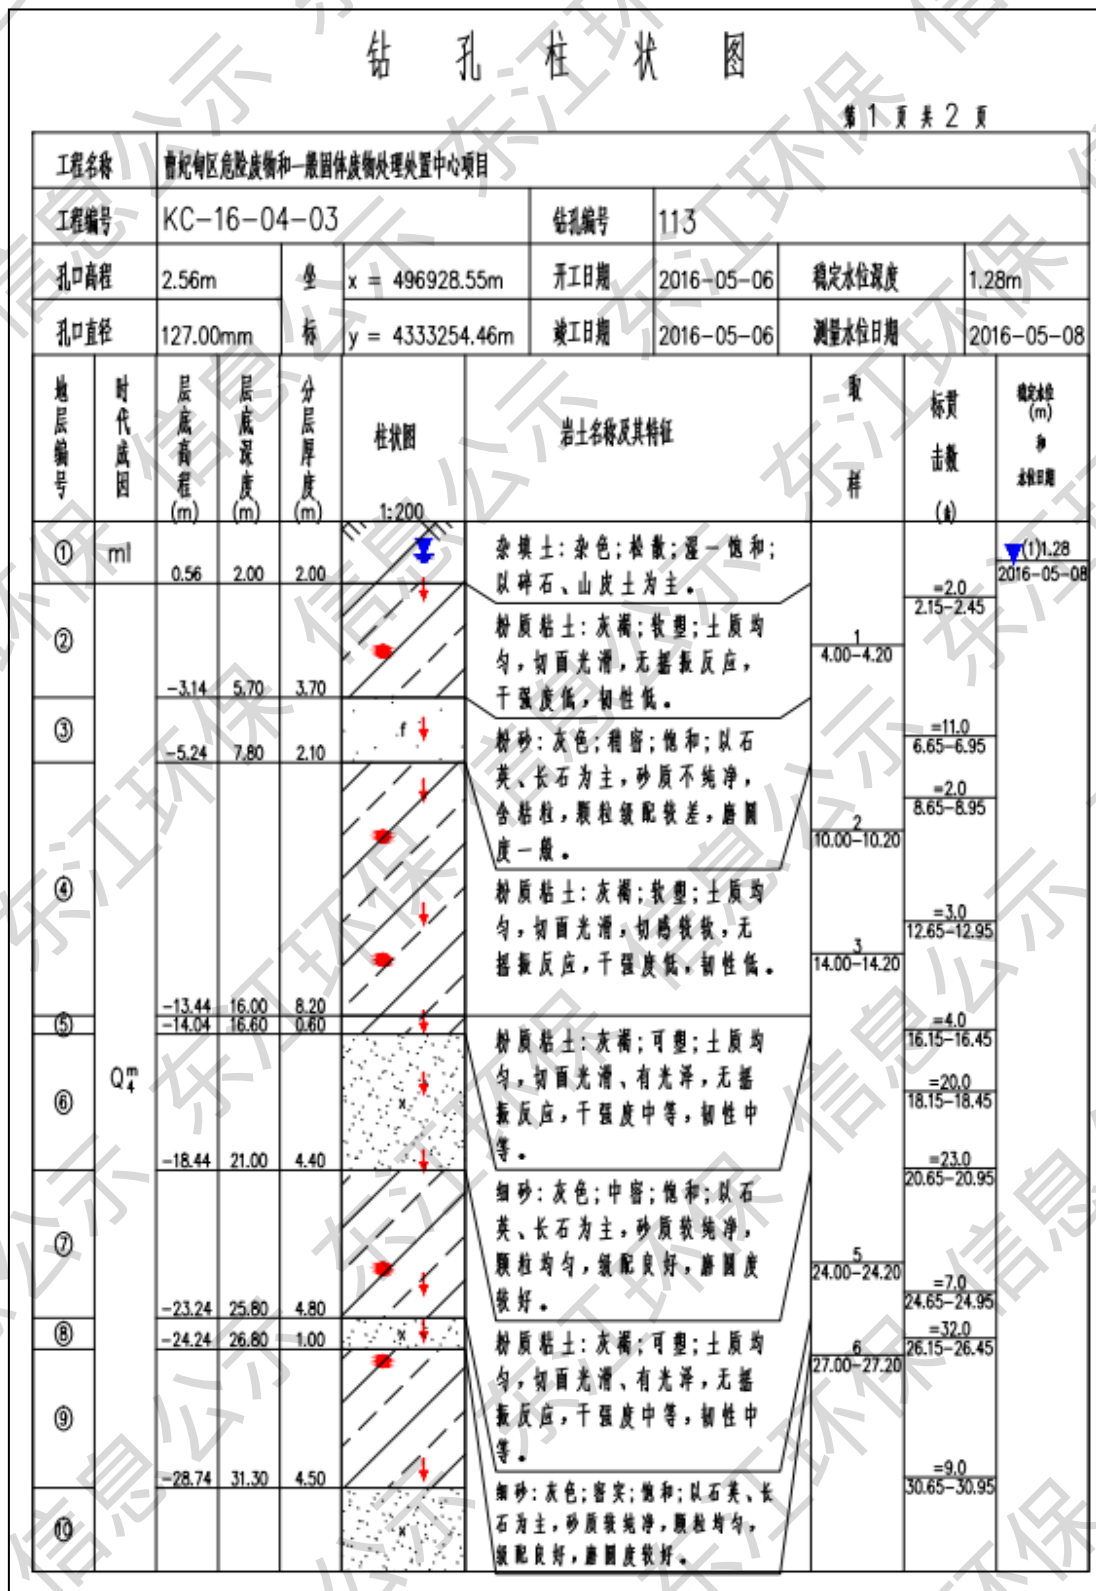 钻孔柱状图
第 1 页 共 2 页
工程名称 曹妃甸区危险废物和一般固体废物处理处置中心项目
工程编号 KC-16-04-03 钻孔编号 113
孔口高程 2.56m 坐 x = 496928.55m 开工日期 2016-05-06 稳定水位深度 1.28m
孔口直径 127.00mm 标 y = 4333254.46m 竣工日期 2016-05-06 测量水位日期 2016-05-08
地层编号 时代成因 层底高程(m) 层底深度(m) 分层厚度(m) 柱状图 1:200 岩土名称及其特征 取样 标贯击数(击) 稳定水位(m)和水位日期
① ml 0.56 2.00 2.00
杂填土:杂色;松散;湿-饱和;
以碎石、山皮土为主。
(1)1.28
2016-05-08
=2.0
2.15-2.45
② -3.14 5.70 3.70
粉质粘土:灰褐;软塑;土质均
匀,切面光滑,无摇振反应,
干强度低,韧性低。
1
4.00-4.20
③ -5.24 7.80 2.10
f
粉砂:灰色;稍密;饱和;以石
英、长石为主,砂质不纯净,
含粘粒,颗粒级配较差,磨圆
度一般。
=11.0
6.65-6.95
=2.0
8.65-8.95
2
10.00-10.20
④ -13.44 16.00 8.20
粉质粘土:灰褐;软塑;土质均
匀,切面光滑,切感较软,无
摇振反应,干强度低,韧性低。
=3.0
12.65-12.95
3
14.00-14.20
⑤ -14.04 16.60 0.60
粉质粘土:灰褐;可塑;土质均
匀,切面光滑、有光泽,无摇
振反应,干强度中等,韧性中
等。
=4.0
16.15-16.45
Q4m
⑥ -18.44 21.00 4.40
x
细砂:灰色;中密;饱和;以石
英、长石为主,砂质较纯净,
颗粒均匀,级配良好,磨圆度
较好。
=20.0
18.15-18.45
=23.0
20.65-20.95
⑦ -23.24 25.80 4.80
粉质粘土:灰褐;可塑;土质均
匀,切面光滑、有光泽,无摇
振反应,干强度中等,韧性中
等。
5
24.00-24.20
=7.0
24.65-24.95
⑧ -24.24 26.80 1.00
x
=32.0
26.15-26.45
6
27.00-27.20
⑨ -28.74 31.30 4.50
=9.0
30.65-30.95
⑩
x
细砂:灰色;密实;饱和;以石英、长
石为主,砂质较纯净,颗粒均匀,
级配良好,磨圆度较好。
东江环保 信息公示